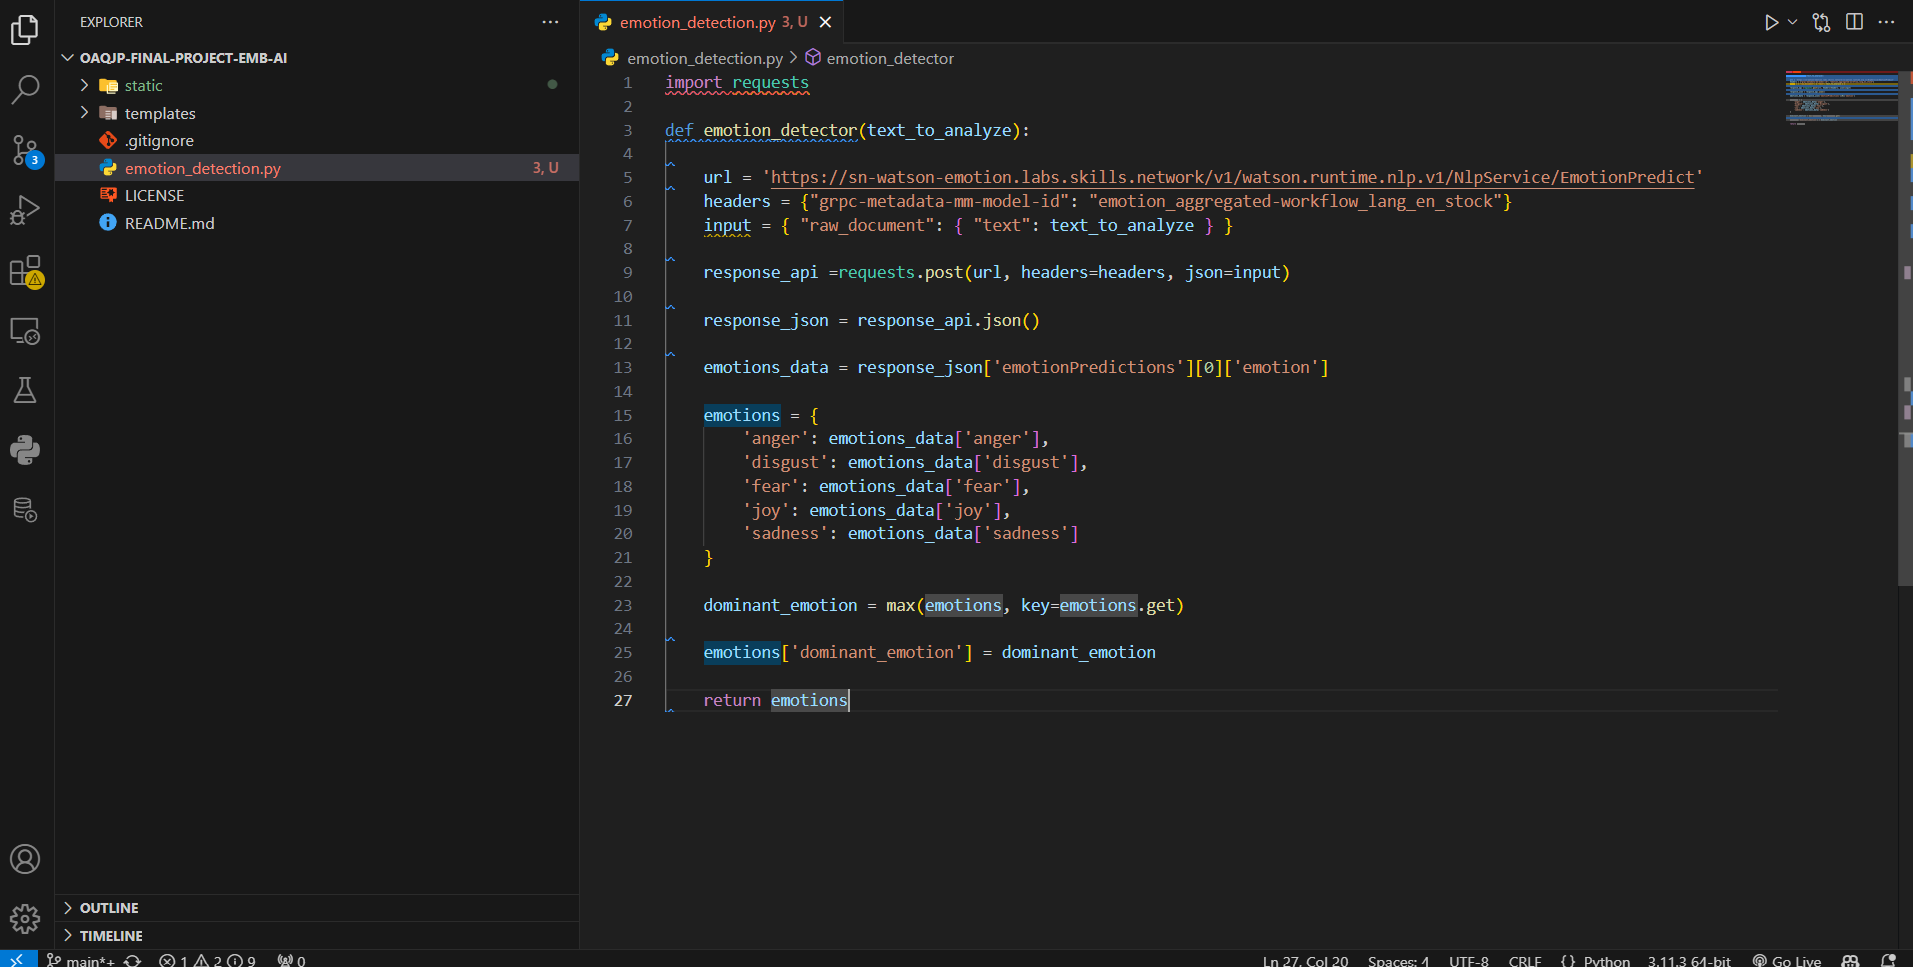 EXPLORER
OAQJP-FINAL-PROJECT-EMB-AI
static
templates
.gitignore
emotion_detection.py 3, U
LICENSE
README.md
3
OUTLINE
TIMELINE
emotion_detection.py 3, U
emotion_detection.py > emotion_detector
1 import requests
2
3 def emotion_detector(text_to_analyze):
4
5     url = 'https://sn-watson-emotion.labs.skills.network/v1/watson.runtime.nlp.v1/NlpService/EmotionPredict'
6     headers = {"grpc-metadata-mm-model-id": "emotion_aggregated-workflow_lang_en_stock"}
7     input = { "raw_document": { "text": text_to_analyze } }
8
9     response_api =requests.post(url, headers=headers, json=input)
10
11     response_json = response_api.json()
12
13     emotions_data = response_json['emotionPredictions'][0]['emotion']
14
15     emotions = {
16         'anger': emotions_data['anger'],
17         'disgust': emotions_data['disgust'],
18         'fear': emotions_data['fear'],
19         'joy': emotions_data['joy'],
20         'sadness': emotions_data['sadness']
21     }
22
23     dominant_emotion = max(emotions, key=emotions.get)
24
25     emotions['dominant_emotion'] = dominant_emotion
26
27     return emotions
main*+ 1 2 9 0 Ln 27, Col 20 Spaces: 4 UTF-8 CRLF {} Python 3.11.3 64-bit Go Live